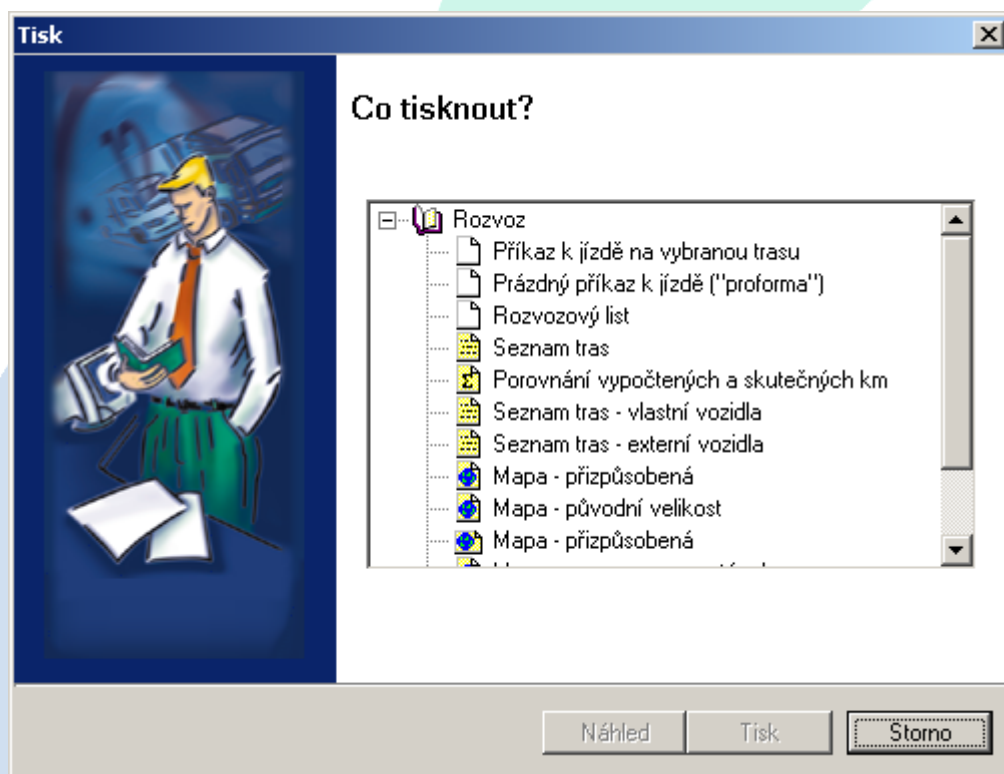 Tisk
Co tisknout?
Rozvoz
Příkaz k jízdě na vybranou trasu
Prázdný příkaz k jízdě ("proforma")
Rozvozový list
Seznam tras
Porovnání vypočtených a skutečných km
Seznam tras - vlastní vozidla
Seznam tras - externí vozidla
Mapa - přizpůsobená
Mapa - původní velikost
Mapa - přizpůsobená
Náhled Tisk Storno